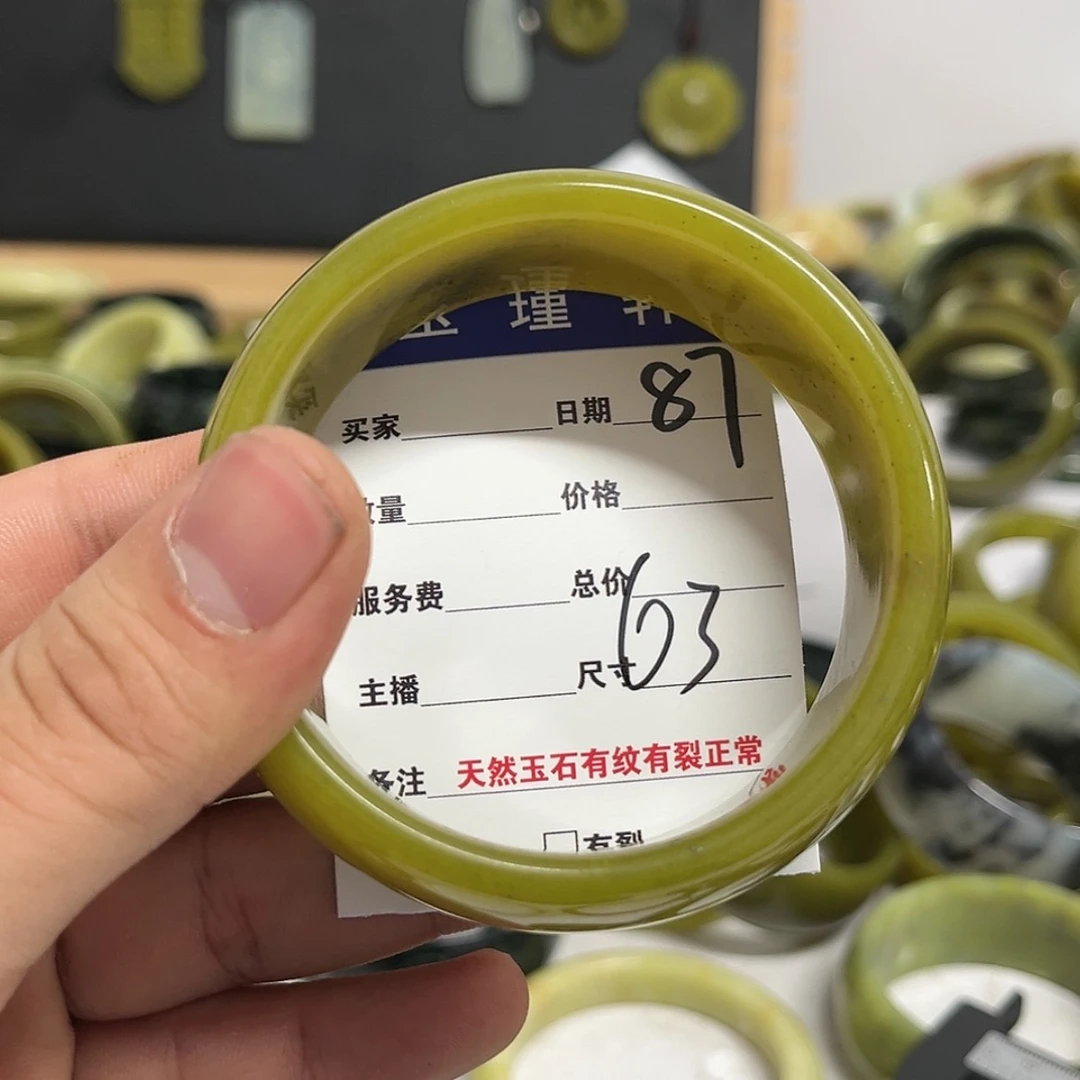 瑾
买家 日期 87
量 价格
服务费 总价
主播 尺寸 63
备注 天然玉石有纹有裂正常
有裂